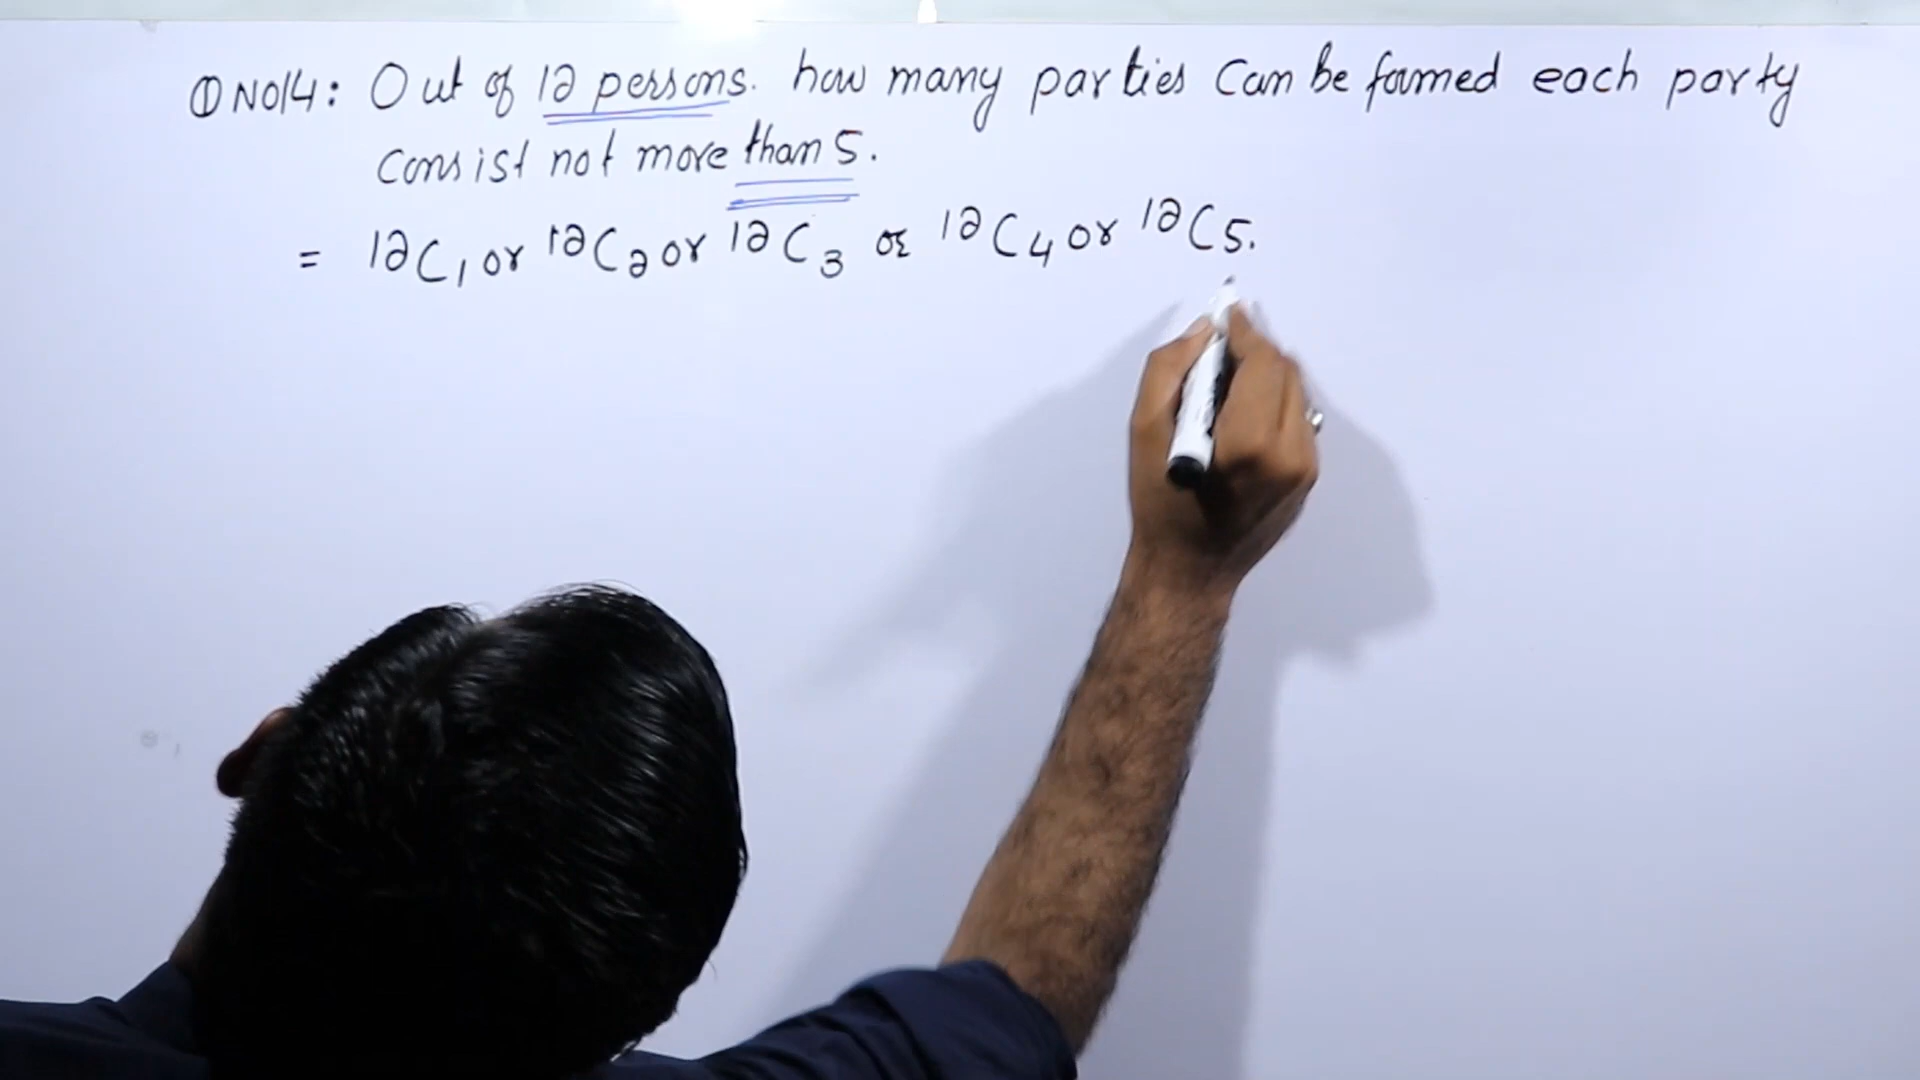 Q NO14: Out of 12 persons. how many parties can be formed each party
consist not more than 5.
= ¹²C₁ or ¹²C₂ or ¹²C₃ or ¹²C₄ or ¹²C₅.